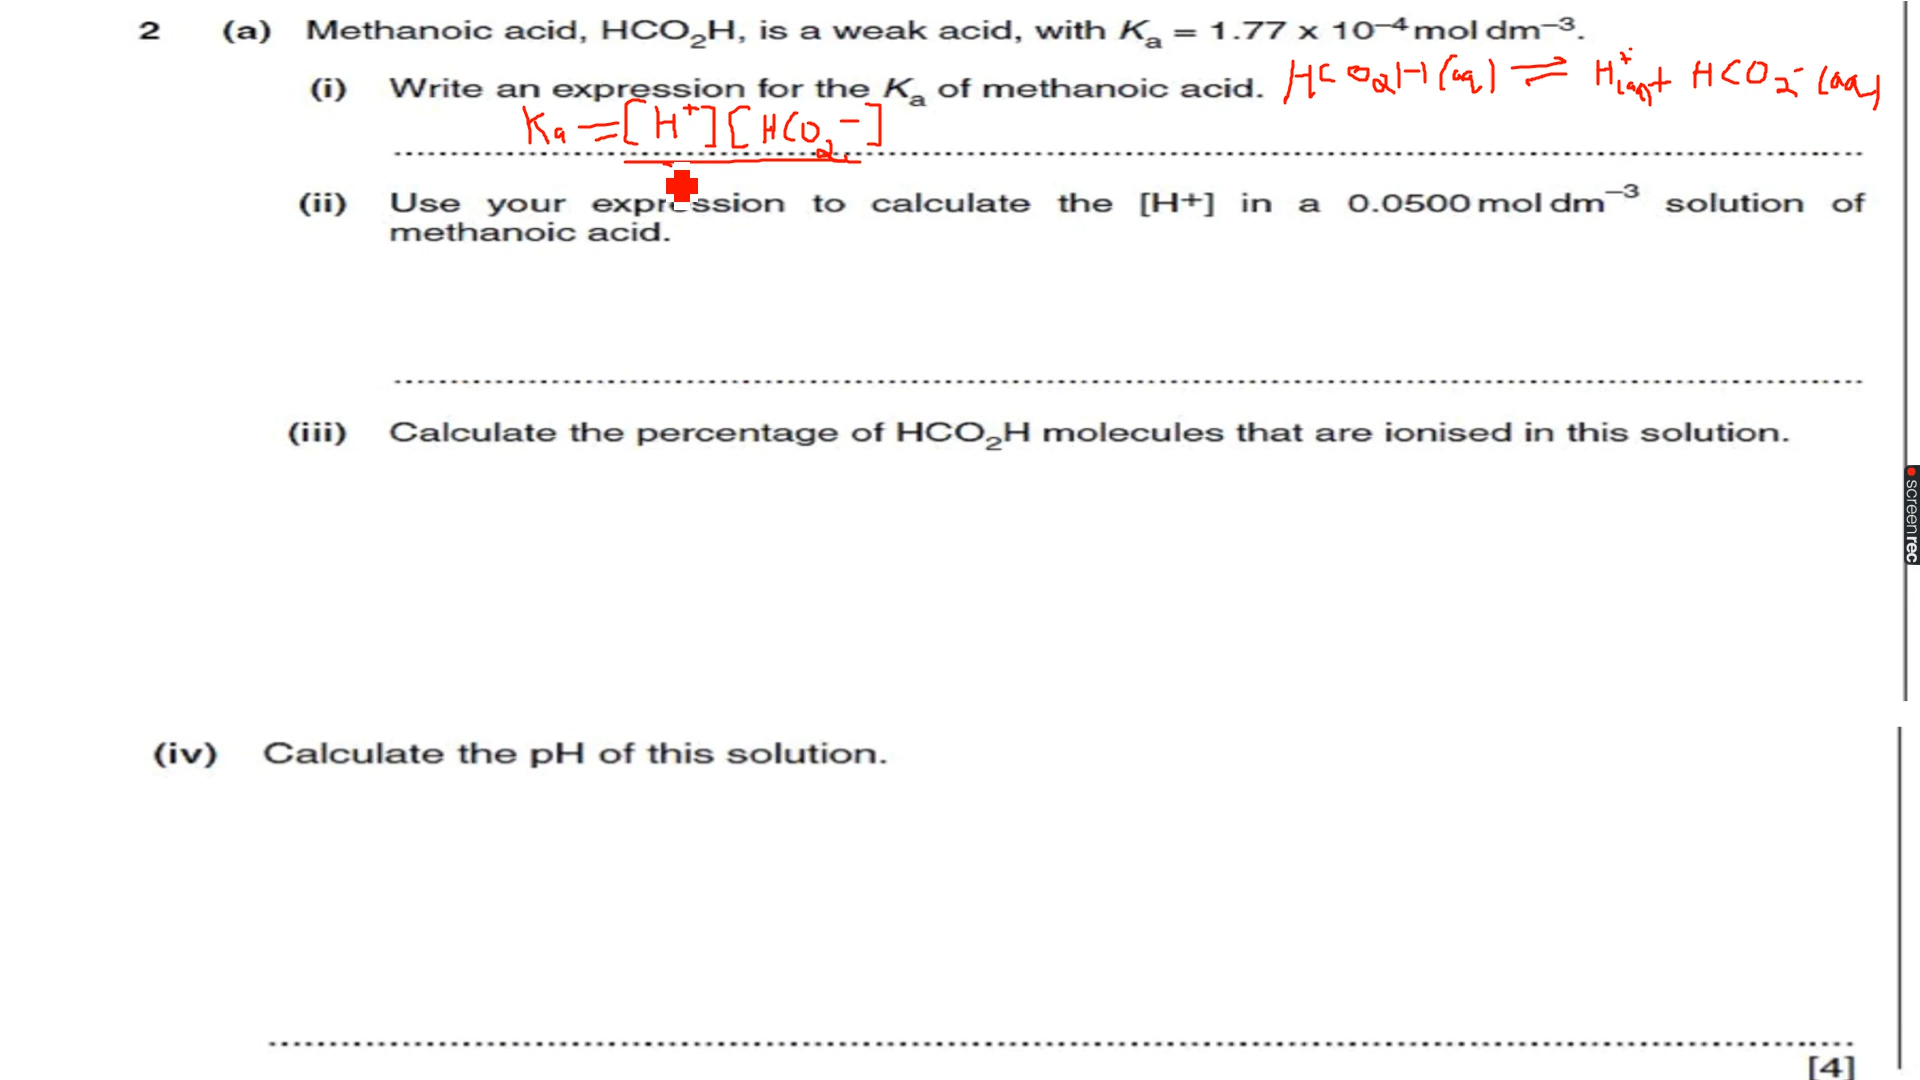 2 (a) Methanoic acid, HCO₂H, is a weak acid, with Kₐ = 1.77 x 10⁻⁴ mol dm⁻³.
(i) Write an expression for the Kₐ of methanoic acid. HCO₂H (aq) ⇌ H⁺(aq) + HCO₂⁻ (aq)
Kₐ = [H⁺][HCO₂⁻]
(ii) Use your expression to calculate the [H+] in a 0.0500 mol dm⁻³ solution of
methanoic acid.
(iii) Calculate the percentage of HCO₂H molecules that are ionised in this solution.
screenrec
(iv) Calculate the pH of this solution.
[4]